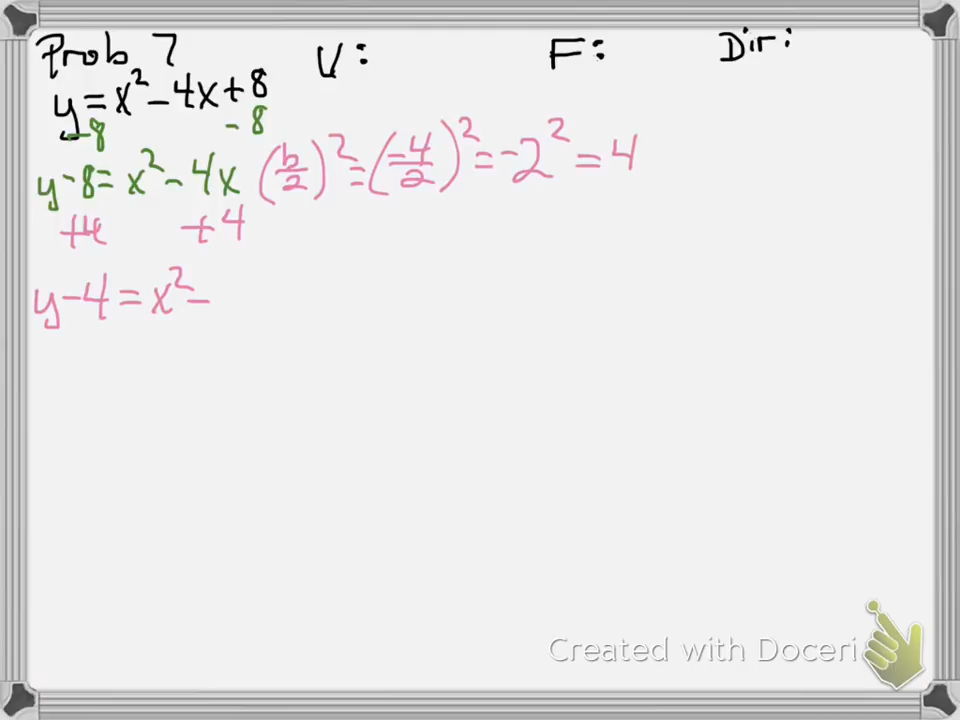 Prob 7 V: F: Dir:
y = x² - 4x + 8
-8 - 8
y - 8 = x² - 4x (b/2)² = (-4/2)² = -2² = 4
+4 + 4
y - 4 = x² -
Created with Doceri